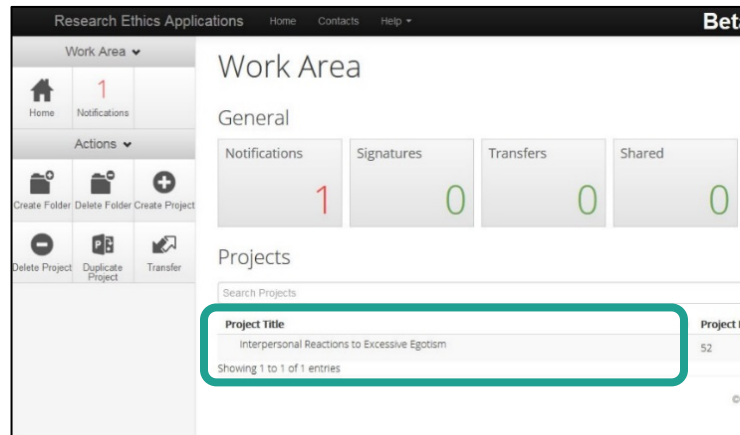 Research Ethics Applications Home Contacts Help Beta
Work Area
Home
1
Notifications
Actions
Create Folder Delete Folder Create Project
Delete Project Duplicate Project Transfer
Work Area
General
Notifications Signatures Transfers Shared
1 0 0 0
Projects
Search Projects
Project Title Project
Interpersonal Reactions to Excessive Egotism 52
Showing 1 to 1 of 1 entries
©